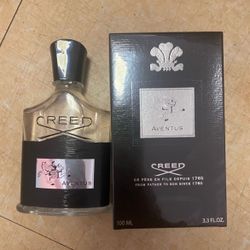 CREED
AVENTUS
AVENTUS
CREED
DE PÈRE EN FILS DEPUIS 1760
FROM FATHER TO SON SINCE 1760
100 ML
3.3 FL.OZ.